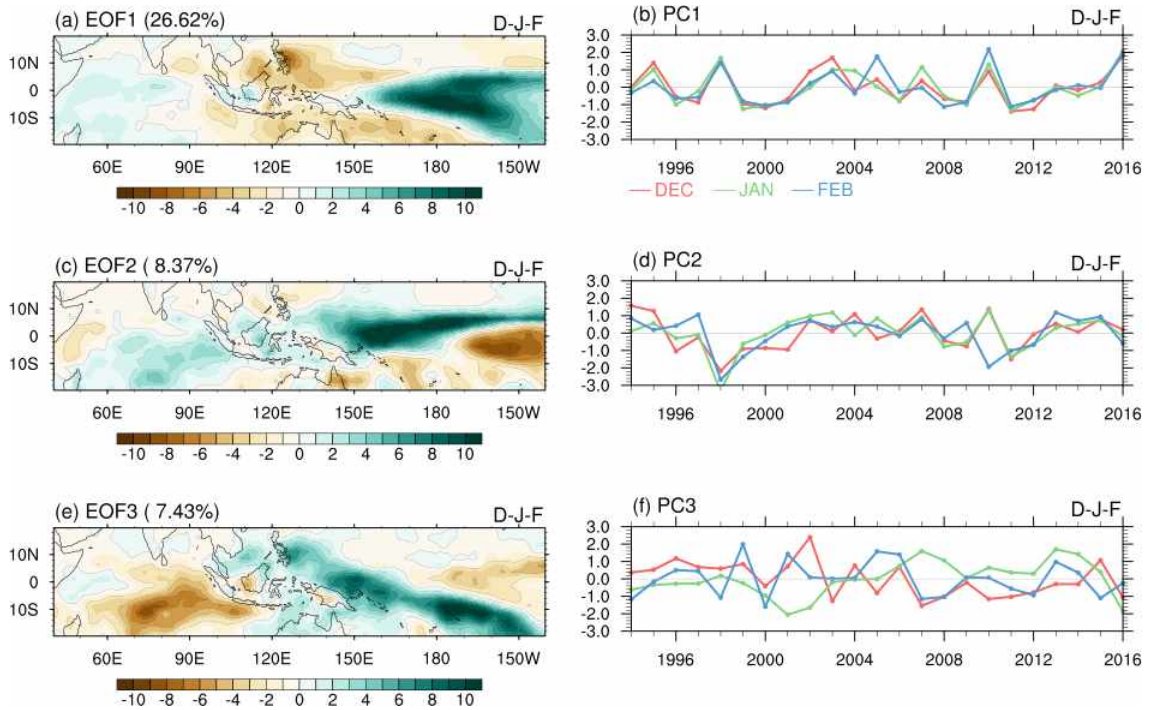 (a) EOF1 (26.62%) D-J-F
10N
0
10S
60E 90E 120E 150E 180 150W
-10 -8 -6 -4 -2 0 2 4 6 8 10
(b) PC1 D-J-F
3.0
2.0
1.0
0.0
-1.0
-2.0
-3.0
1996 2000 2004 2008 2012 2016
DEC JAN FEB
(c) EOF2 ( 8.37%) D-J-F
10N
0
10S
60E 90E 120E 150E 180 150W
-10 -8 -6 -4 -2 0 2 4 6 8 10
(d) PC2 D-J-F
3.0
2.0
1.0
0.0
-1.0
-2.0
-3.0
1996 2000 2004 2008 2012 2016
(e) EOF3 ( 7.43%) D-J-F
10N
0
10S
60E 90E 120E 150E 180 150W
-10 -8 -6 -4 -2 0 2 4 6 8 10
(f) PC3 D-J-F
3.0
2.0
1.0
0.0
-1.0
-2.0
-3.0
1996 2000 2004 2008 2012 2016